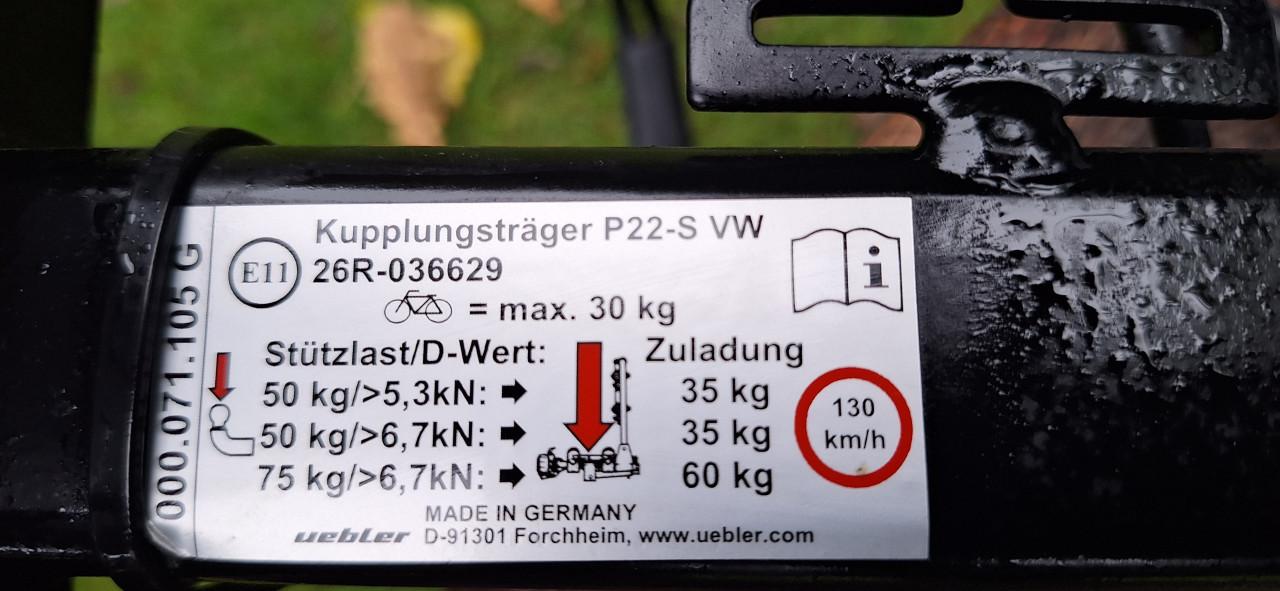 000.071.105 G
Kupplungsträger P22-S VW
E11 26R-036629
= max. 30 kg
i
Stützlast/D-Wert: Zuladung
50 kg/>5,3kN: 35 kg
50 kg/>6,7kN: 35 kg
75 kg/>6,7kN: 60 kg
130
km/h
MADE IN GERMANY
uebler D-91301 Forchheim, www.uebler.com